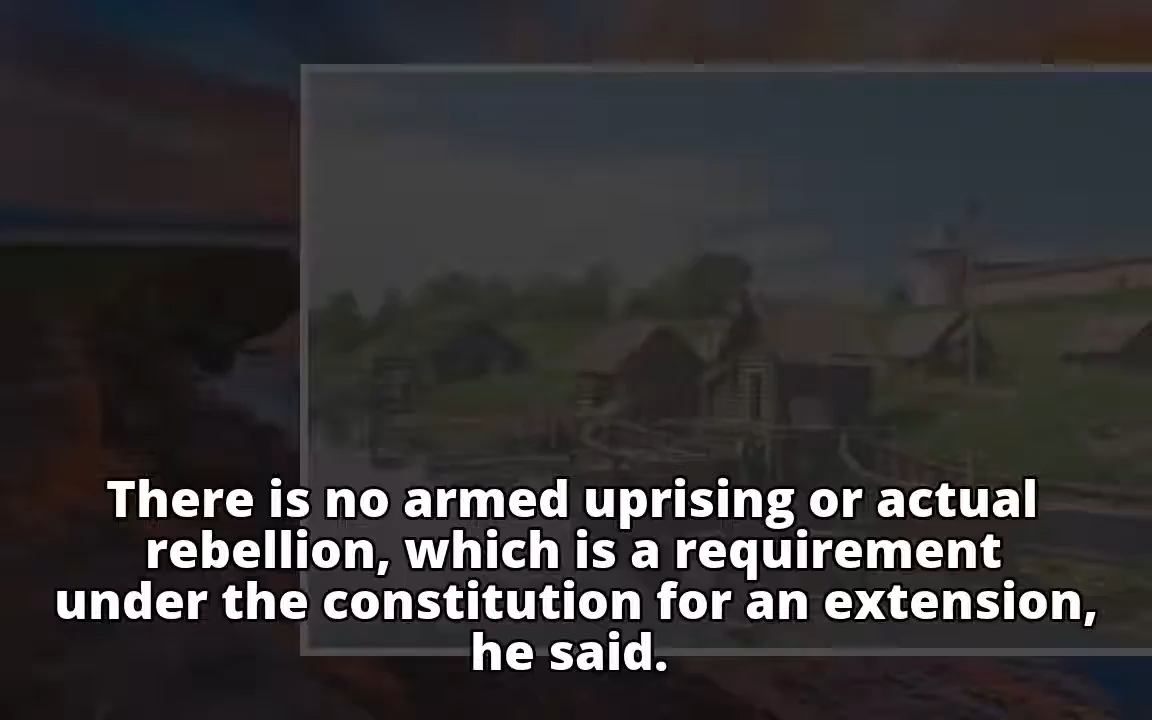 There is no armed uprising or actual
rebellion, which is a requirement
under the constitution for an extension,
he said.